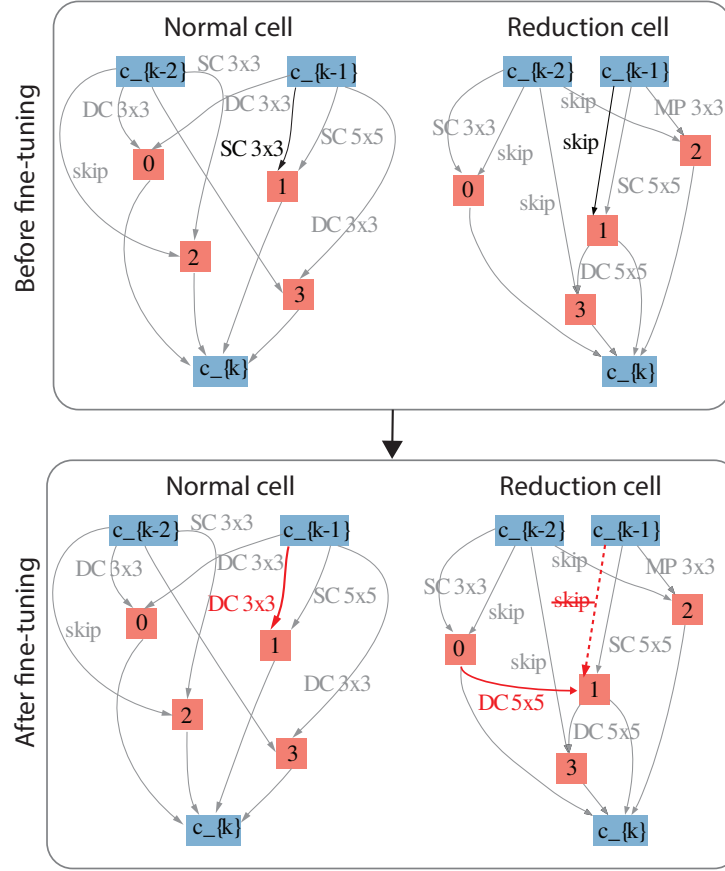 Normal cell
Reduction cell
Before fine-tuning
c_{k-2}
SC 3x3
c_{k-1}
DC 3x3
DC 3x3
0
SC 3x3
SC 5x5
skip
1
DC 3x3
2
3
c_{k}
c_{k-2}
c_{k-1}
skip
MP 3x3
SC 3x3
skip
skip
2
0
SC 5x5
skip
1
DC 5x5
3
c_{k}
Normal cell
Reduction cell
After fine-tuning
c_{k-2}
SC 3x3
c_{k-1}
DC 3x3
DC 3x3
0
DC 3x3
SC 5x5
skip
1
DC 3x3
2
3
c_{k}
c_{k-2}
c_{k-1}
skip
MP 3x3
SC 3x3
skip
skip
2
0
skip
SC 5x5
DC 5x5
1
DC 5x5
3
c_{k}